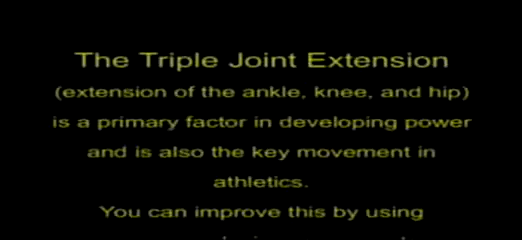 The Triple Joint Extension
(extension of the ankle, knee, and hip)
is a primary factor in developing power
and is also the key movement in
athletics.
You can improve this by using